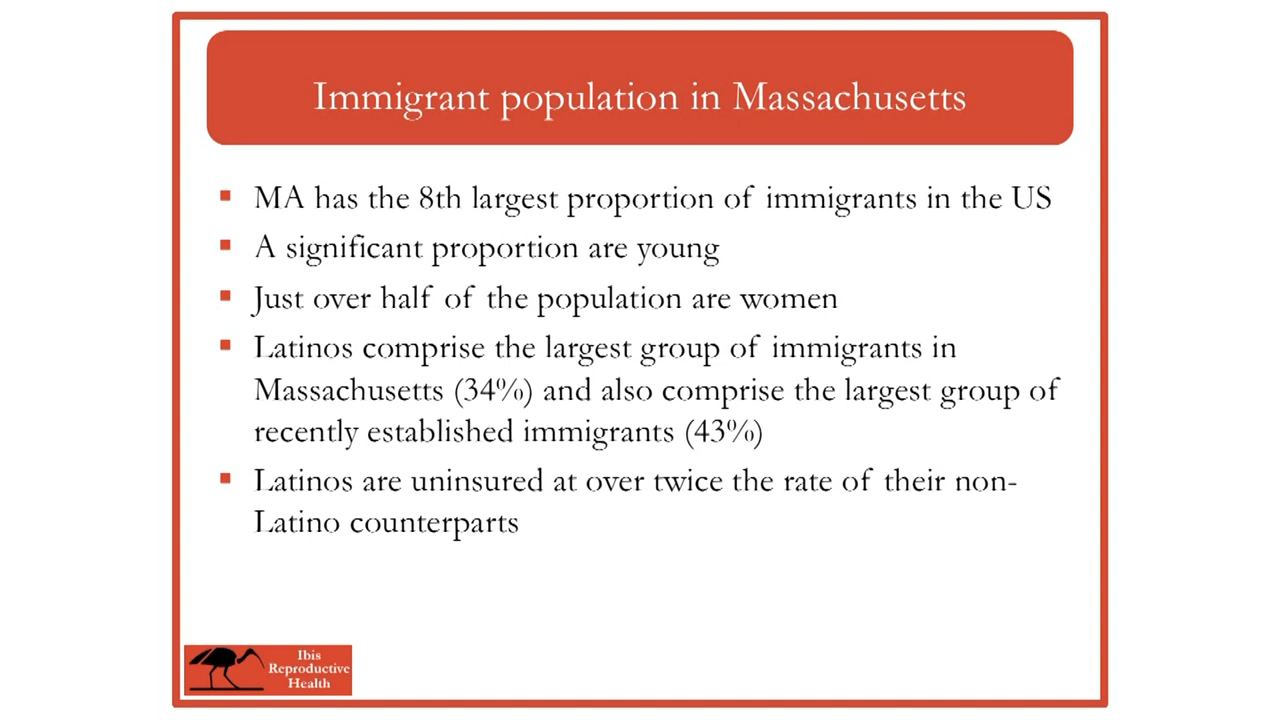 Immigrant population in Massachusetts
▪ MA has the 8th largest proportion of immigrants in the US
▪ A significant proportion are young
▪ Just over half of the population are women
▪ Latinos comprise the largest group of immigrants in
Massachusetts (34%) and also comprise the largest group of
recently established immigrants (43%)
▪ Latinos are uninsured at over twice the rate of their non-
Latino counterparts
Ibis
Reproductive
Health